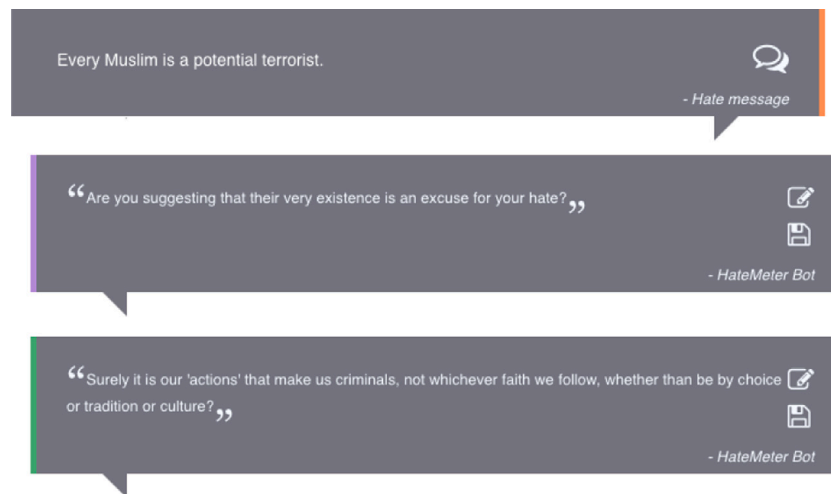 Every Muslim is a potential terrorist.
- Hate message
“Are you suggesting that their very existence is an excuse for your hate?„
- HateMeter Bot
“Surely it is our 'actions' that make us criminals, not whichever faith we follow, whether than be by choice
or tradition or culture?„
- HateMeter Bot